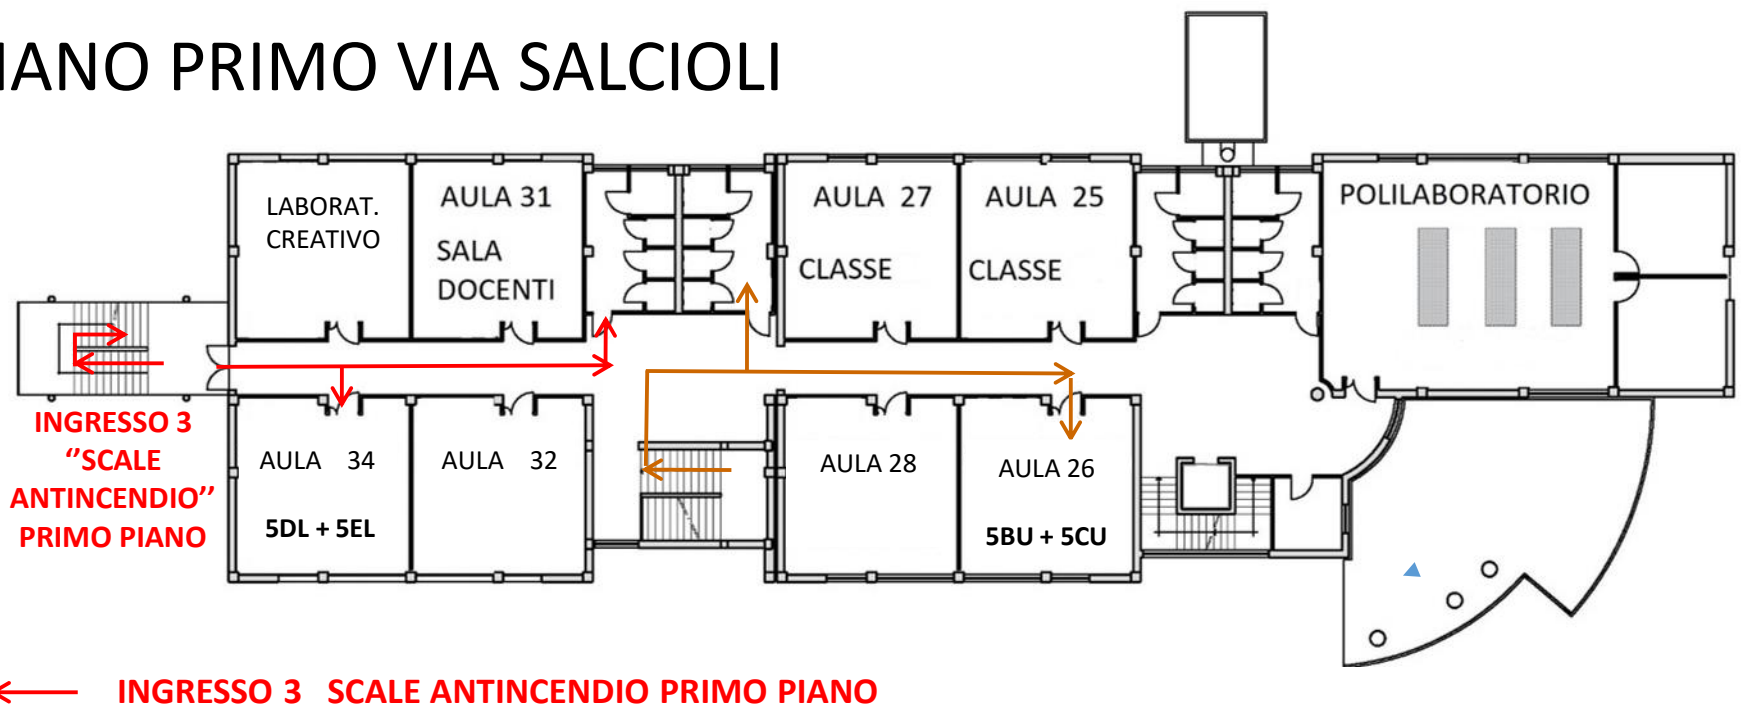 IANO PRIMO VIA SALCIOLI
LABORAT.
CREATIVO
AULA 31
SALA
DOCENTI
AULA 27
CLASSE
AULA 25
CLASSE
POLILABORATORIO
INGRESSO 3
‘’SCALE
ANTINCENDIO’’
PRIMO PIANO
AULA 34
5DL + 5EL
AULA 32
AULA 28
AULA 26
5BU + 5CU
INGRESSO 3 SCALE ANTINCENDIO PRIMO PIANO